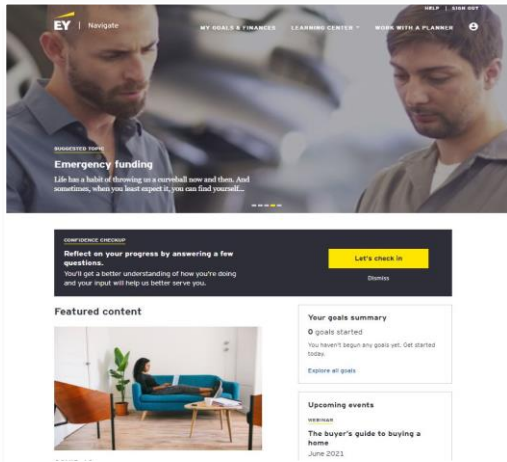 HELP | SIGN OUT
EY | Navigate
MY GOALS & FINANCES LEARNING CENTER WORK WITH A PLANNER
SUGGESTED TOPIC
Emergency funding
Life has a habit of throwing us a curveball now and then. And
sometimes, when you least expect it, you can find yourself...
CONFIDENCE CHECKUP
Reflect on your progress by answering a few
questions.
You'll get a better understanding of how you're doing
and your input will help us better serve you.
Let's check in
Dismiss
Featured content
Your goals summary
0 goals started
You haven't begun any goals yet. Get started
today.
Explore all goals
Upcoming events
WEBINAR
The buyer's guide to buying a
home
June 2021